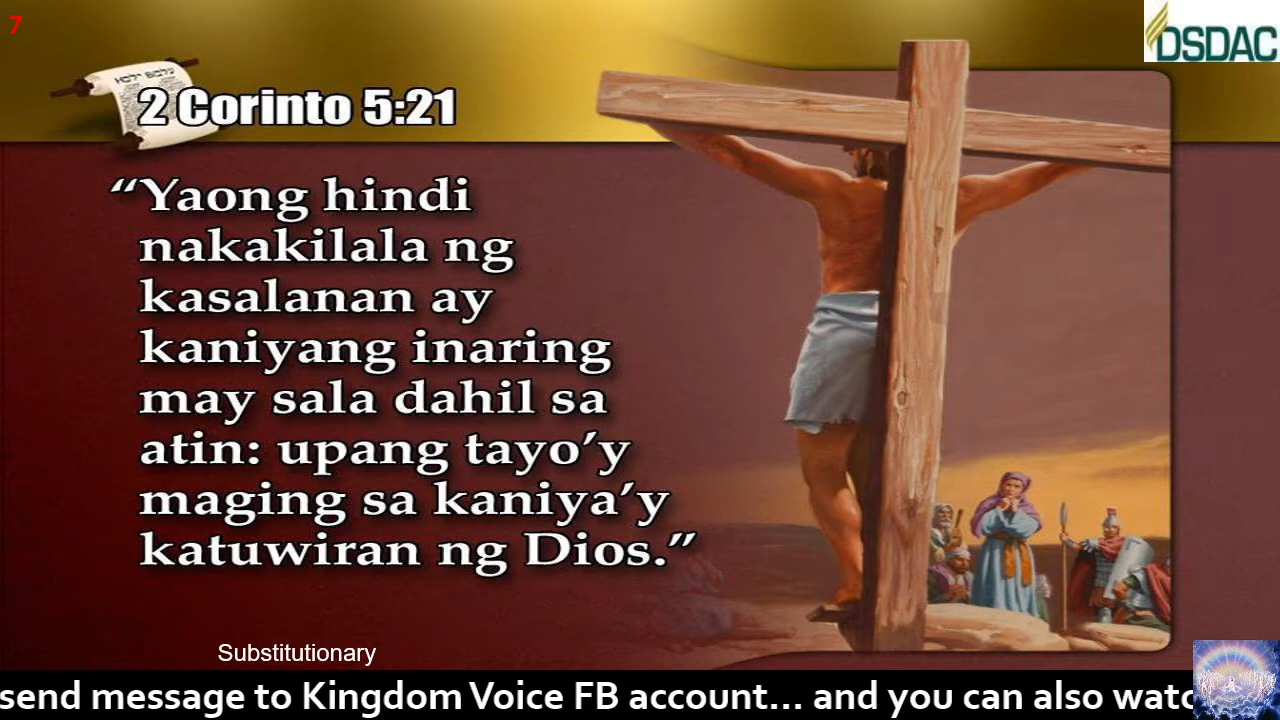 7
DSDAC
2 Corinto 5:21
“Yaong hindi
nakakilala ng
kasalanan ay
kaniyang inaring
may sala dahil sa
atin: upang tayo’y
maging sa kaniya’y
katuwiran ng Dios.”
Substitutionary
send message to Kingdom Voice FB account... and you can also watc